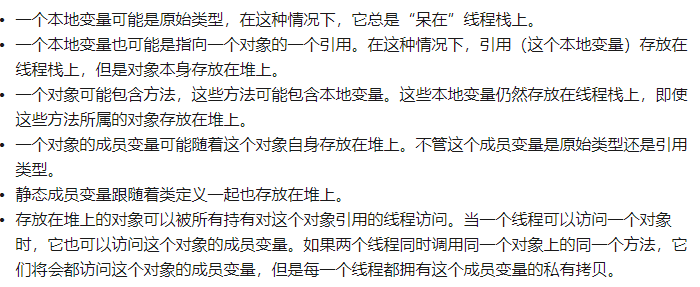 • 一个本地变量可能是原始类型，在这种情况下，它总是“呆在”线程栈上。
• 一个本地变量也可能是指向一个对象的一个引用。在这种情况下，引用（这个本地变量）存放在
线程栈上，但是对象本身存放在堆上。
• 一个对象可能包含方法，这些方法可能包含本地变量。这些本地变量仍然存放在线程栈上，即使
这些方法所属的对象存放在堆上。
• 一个对象的成员变量可能随着这个对象自身存放在堆上。不管这个成员变量是原始类型还是引用
类型。
• 静态成员变量跟随着类定义一起也存放在堆上。
• 存放在堆上的对象可以被所有持有对这个对象引用的线程访问。当一个线程可以访问一个对象
时，它也可以访问这个对象的成员变量。如果两个线程同时调用同一个对象上的同一个方法，它
们将会都访问这个对象的成员变量，但是每一个线程都拥有这个成员变量的私有拷贝。